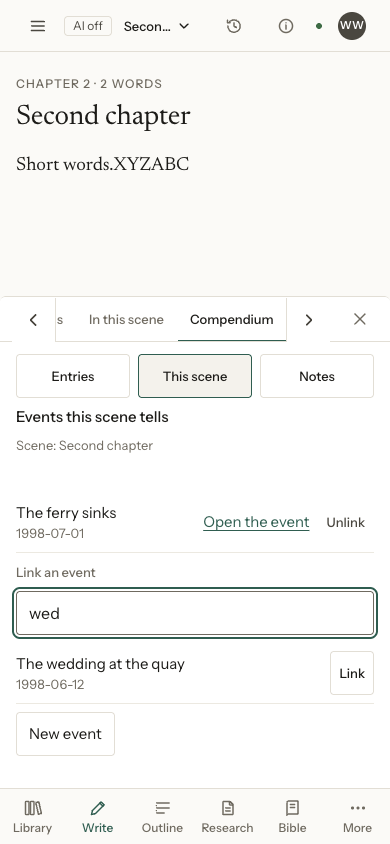 AI off
Secon...
WW
CHAPTER 2 · 2 WORDS
Second chapter
Short words.XYZABC
s
In this scene
Compendium
Entries
This scene
Notes
Events this scene tells
Scene: Second chapter
The ferry sinks
1998-07-01
Open the event
Unlink
Link an event
wed
The wedding at the quay
1998-06-12
Link
New event
Library
Write
Outline
Research
Bible
More